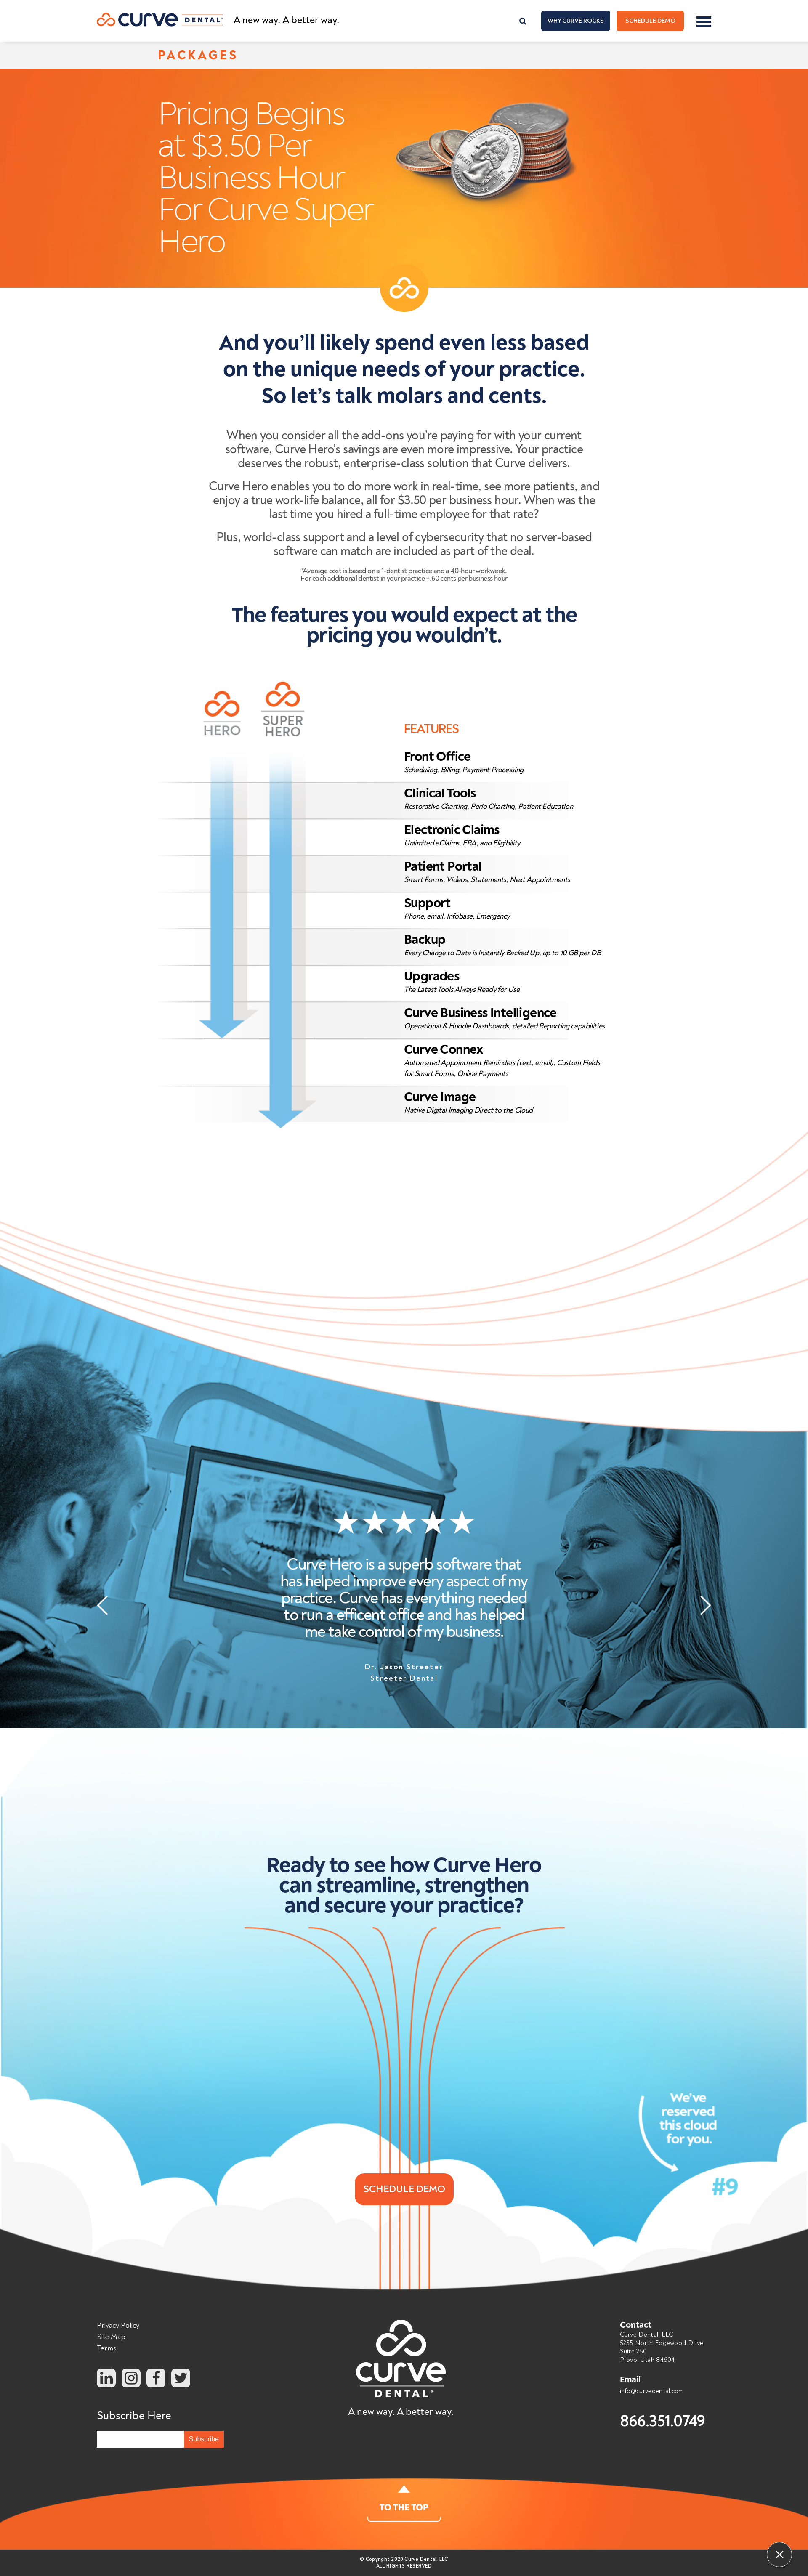 curve DENTAL®
A new way. A better way.
WHY CURVE ROCKS
SCHEDULE DEMO
PACKAGES
Pricing Begins
at $3.50 Per
Business Hour
For Curve Super
Hero
And you'll likely spend even less based
on the unique needs of your practice.
So let's talk molars and cents.
When you consider all the add-ons you're paying for with your current
software, Curve Hero's savings are even more impressive. Your practice
deserves the robust, enterprise-class solution that Curve delivers.
Curve Hero enables you to do more work in real-time, see more patients, and
enjoy a true work-life balance, all for $3.50 per business hour. When was the
last time you hired a full-time employee for that rate?
Plus, world-class support and a level of cybersecurity that no server-based
software can match are included as part of the deal.
*Average cost is based on a 1-dentist practice and a 40-hour workweek.
For each additional dentist in your practice +.60 cents per business hour
The features you would expect at the
pricing you wouldn't.
HERO
SUPER
HERO
FEATURES
Front Office
Scheduling, Billing, Payment Processing
Clinical Tools
Restorative Charting, Perio Charting, Patient Education
Electronic Claims
Unlimited eClaims, ERA, and Eligibility
Patient Portal
Smart Forms, Videos, Statements, Next Appointments
Support
Phone, email, Infobase, Emergency
Backup
Every Change to Data is Instantly Backed Up, up to 10 GB per DB
Upgrades
The Latest Tools Always Ready for Use
Curve Business Intelligence
Operational & Huddle Dashboards, detailed Reporting capabilities
Curve Connex
Automated Appointment Reminders (text, email), Custom Fields
for Smart Forms, Online Payments
Curve Image
Native Digital Imaging Direct to the Cloud
Curve Hero is a superb software that
has helped improve every aspect of my
practice. Curve has everything needed
to run a efficent office and has helped
me take control of my business.
Dr. Jason Streeter
Streeter Dental
Ready to see how Curve Hero
can streamline, strengthen
and secure your practice?
We've
reserved
this cloud
for you.
#9
SCHEDULE DEMO
Privacy Policy
Site Map
Terms
Subscribe Here
Subscribe
curve
DENTAL®
A new way. A better way.
Contact
Curve Dental, LLC
5255 North Edgewood Drive
Suite 250
Provo, Utah 84604
Email
info@curvedental.com
866.351.0749
TO THE TOP
© Copyright 2020 Curve Dental, LLC
ALL RIGHTS RESERVED